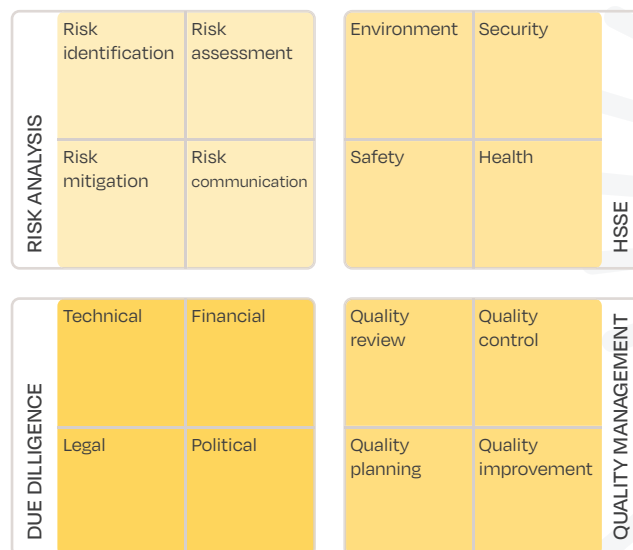 RISK ANALYSIS
Risk
identification
Risk
assessment
Risk
mitigation
Risk
communication
Environment
Security
Safety
Health
HSSE
DUE DILLIGENCE
Technical
Financial
Legal
Political
Quality
review
Quality
control
Quality
planning
Quality
improvement
QUALITY MANAGEMENT